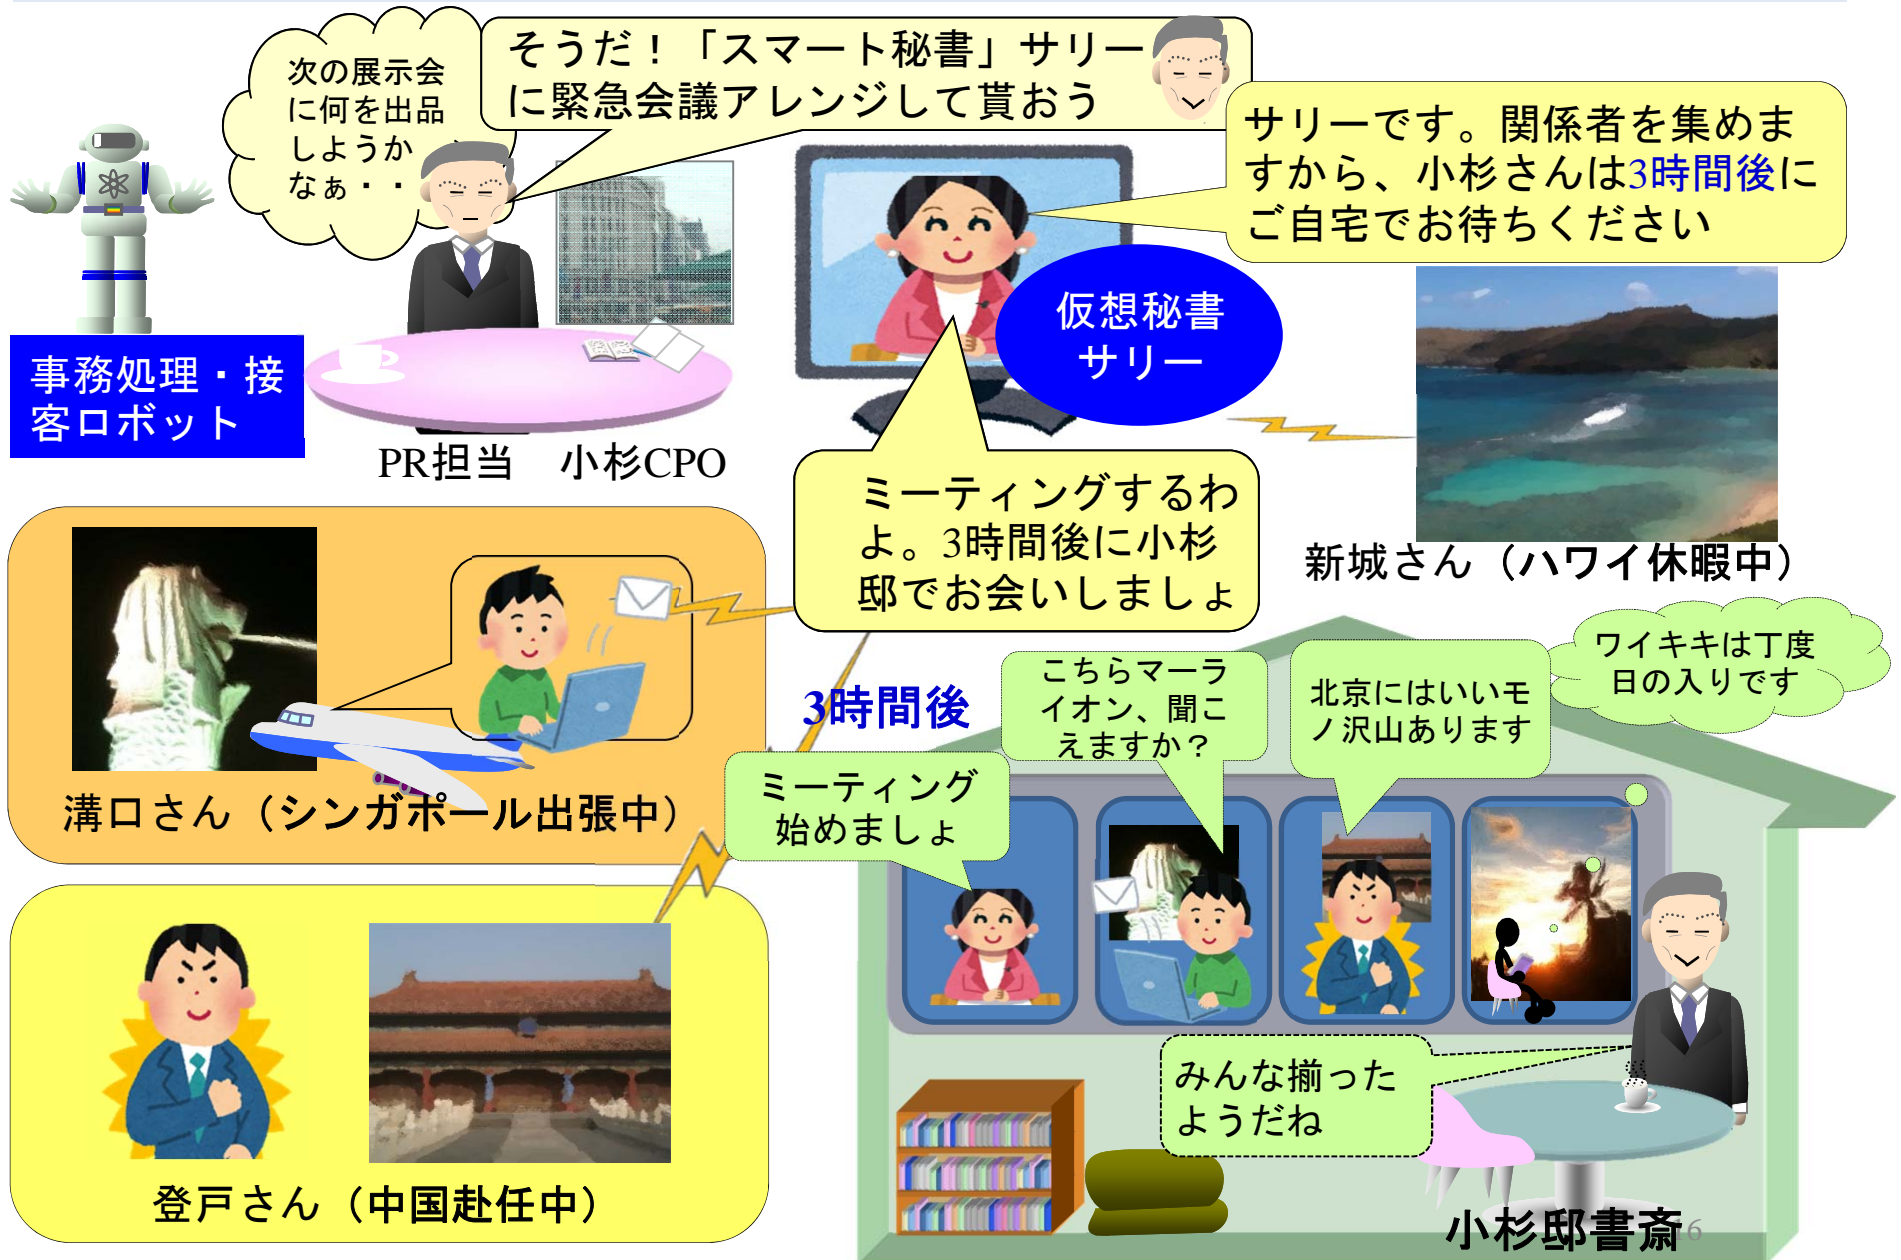 次の展示会
に何を出品
しようか
なぁ・・
そうだ！「スマート秘書」サリー
に緊急会議アレンジして貰おう
サリーです。関係者を集めま
すから、小杉さんは3時間後に
ご自宅でお待ちください
仮想秘書
サリー
事務処理・接
客ロボット
PR担当　小杉CPO
ミーティングするわ
よ。3時間後に小杉
邸でお会いしましょ
新城さん（ハワイ休暇中）
溝口さん（シンガポール出張中）
登戸さん（中国赴任中）
3時間後
ミーティング
始めましょ
こちらマーラ
イオン、聞こ
えますか？
北京にはいいモ
ノ沢山あります
ワイキキは丁度
日の入りです
みんな揃った
ようだね
小杉邸書斎
16